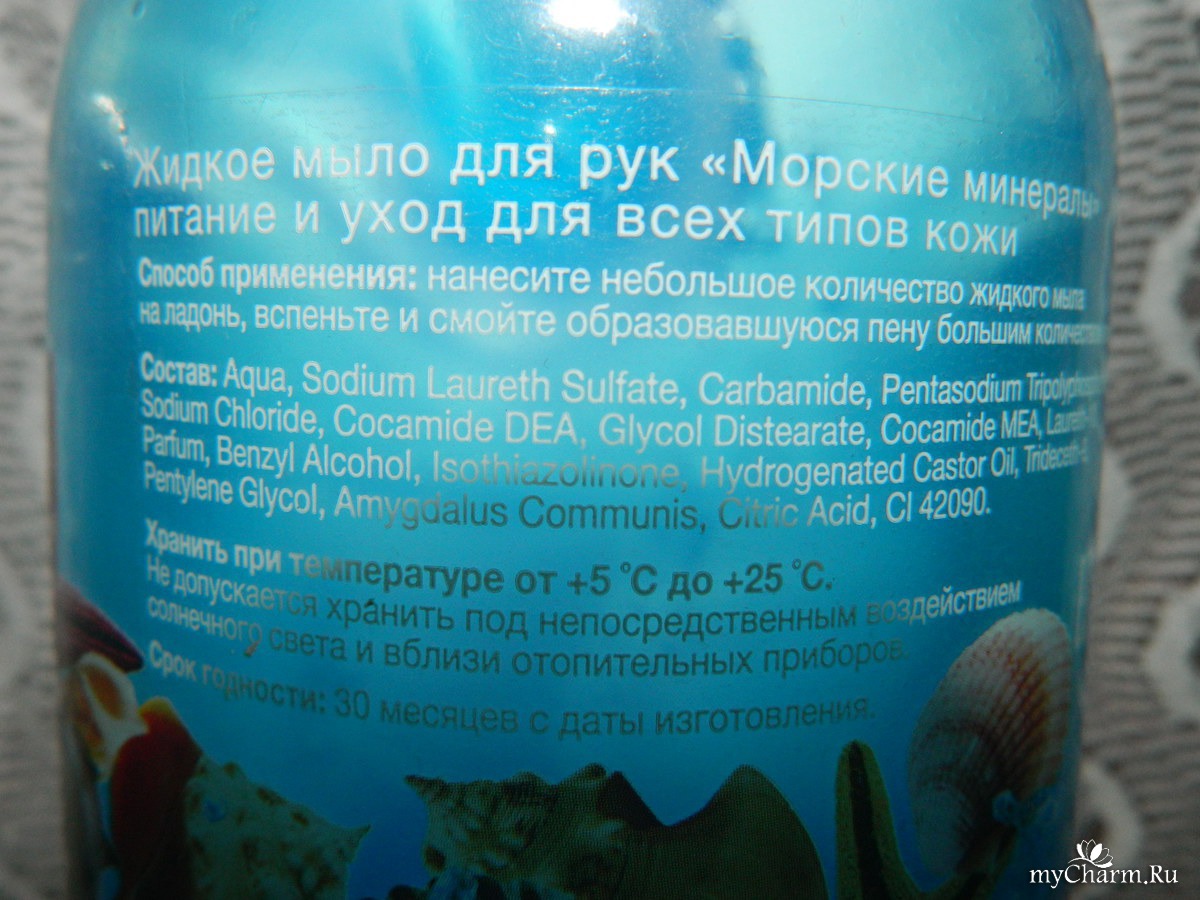 Жидкое мыло для рук «Морские минералы»
питание и уход для всех типов кожи
Способ применения: нанесите небольшое количество жидкого мыла
на ладонь, вспеньте и смойте образовавшуюся пену большим
Состав: Aqua, Sodium Laureth Sulfate, Carbamide, Pentasodium
Sodium Chloride, Cocamide DEA, Glycol Distearate, Cocamide MEA,
Parfum, Benzyl Alcohol, Isothiazolinone, Hydrogenated Castor Oil,
Pentylene Glycol, Amygdalus Communis, Citric Acid, CI 42090.
Хранить при температуре от +5 °C до +25 °C.
Не допускается хранить под непосредственным воздействием
солнечного света и вблизи отопительных приборов.
Срок годности: 30 месяцев с даты изготовления.
myCharm.Ru